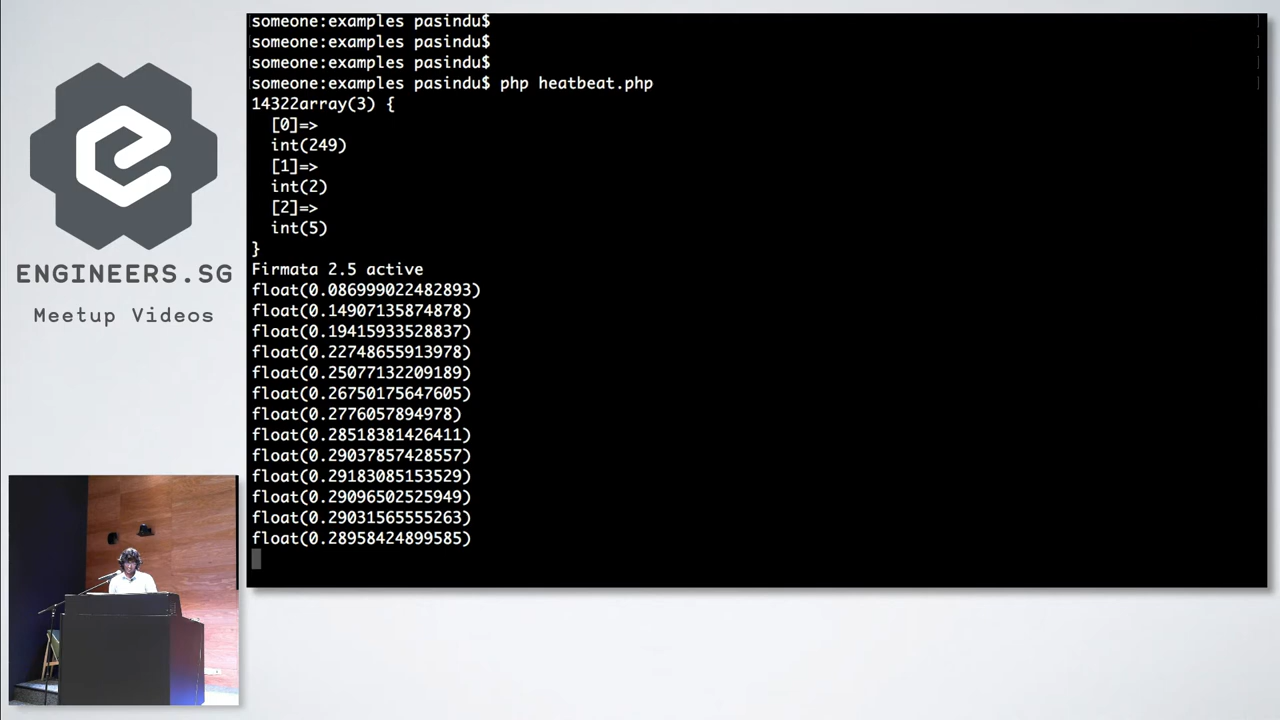 someone:examples pasindu$
someone:examples pasindu$
someone:examples pasindu$
someone:examples pasindu$ php heatbeat.php
14322array(3) {
[0]=>
int(249)
[1]=>
int(2)
[2]=>
int(5)
}
Firmata 2.5 active
float(0.086999022482893)
float(0.14907135874878)
float(0.19415933528837)
float(0.22748655913978)
float(0.25077132209189)
float(0.26750175647605)
float(0.2776057894978)
float(0.28518381426411)
float(0.29037857428557)
float(0.29183085153529)
float(0.29096502525949)
float(0.29031565555263)
float(0.28958424899585)
ENGINEERS.SG
Meetup Videos